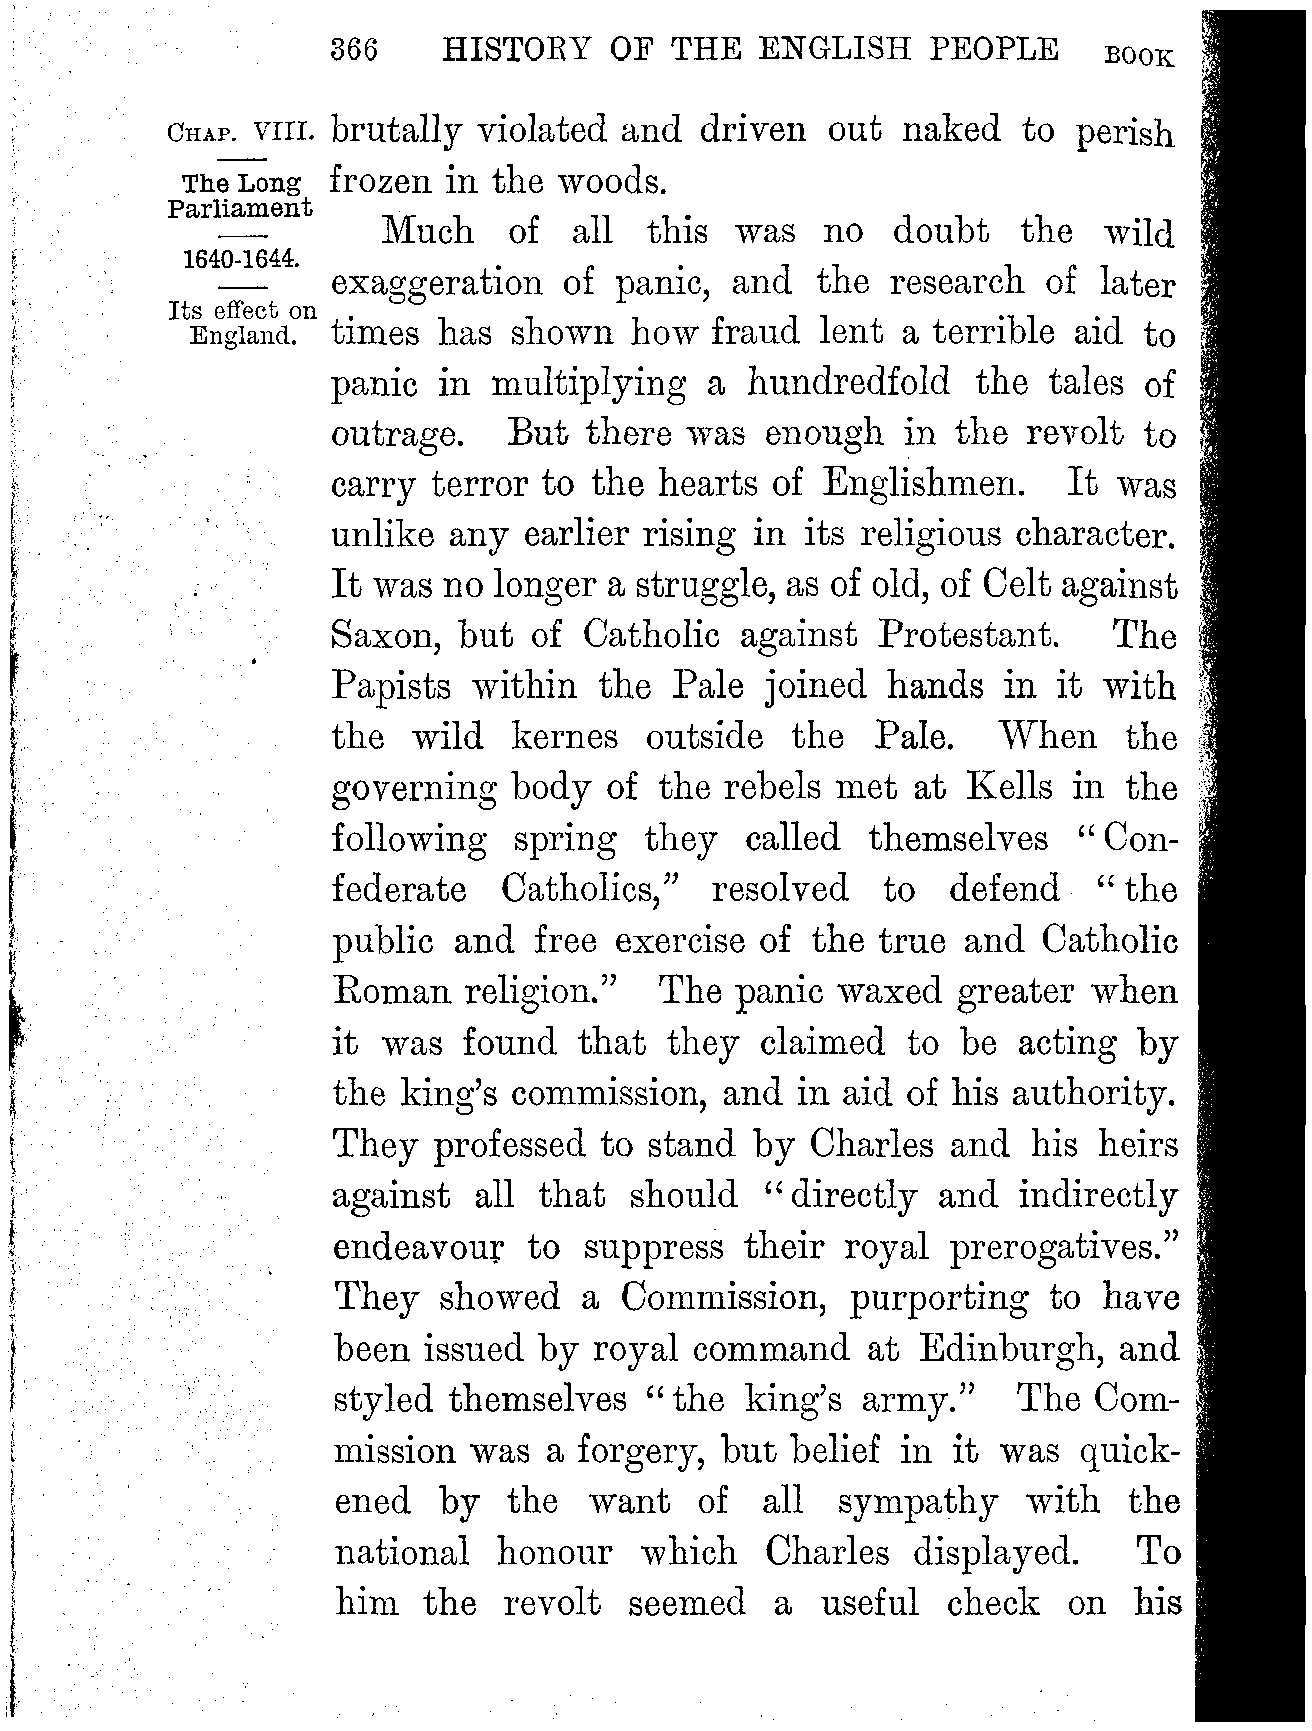 366 HISTORY OF THE ENGLISH PEOPLE BOOK
CHAP. VIII.
The Long
Parliament
1640-1644.
Its effect on
England.
brutally violated and driven out naked to perish
frozen in the woods.
Much of all this was no doubt the wild
exaggeration of panic, and the research of later
times has shown how fraud lent a terrible aid to
panic in multiplying a hundredfold the tales of
outrage. But there was enough in the revolt to
carry terror to the hearts of Englishmen. It was
unlike any earlier rising in its religious character.
It was no longer a struggle, as of old, of Celt against
Saxon, but of Catholic against Protestant. The
Papists within the Pale joined hands in it with
the wild kernes outside the Pale. When the
governing body of the rebels met at Kells in the
following spring they called themselves “Con-
federate Catholics,” resolved to defend “the
public and free exercise of the true and Catholic
Roman religion.” The panic waxed greater when
it was found that they claimed to be acting by
the king’s commission, and in aid of his authority.
They professed to stand by Charles and his heirs
against all that should “directly and indirectly
endeavour to suppress their royal prerogatives.”
They showed a Commission, purporting to have
been issued by royal command at Edinburgh, and
styled themselves “the king’s army.” The Com-
mission was a forgery, but belief in it was quick-
ened by the want of all sympathy with the
national honour which Charles displayed. To
him the revolt seemed a useful check on his